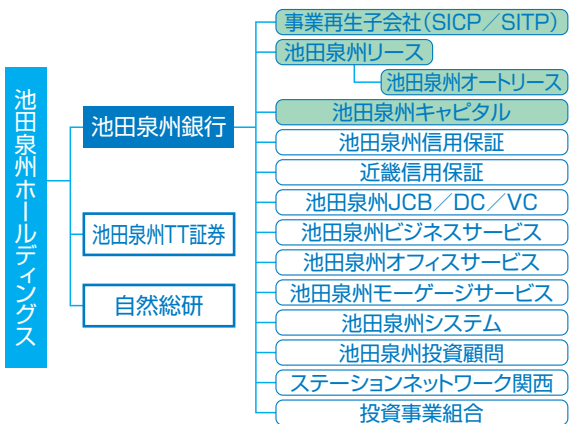 池田泉州ホールディングス
池田泉州銀行
池田泉州TT証券
自然総研
事業再生子会社(SICP／SITP)
池田泉州リース
池田泉州オートリース
池田泉州キャピタル
池田泉州信用保証
近畿信用保証
池田泉州JCB／DC／VC
池田泉州ビジネスサービス
池田泉州オフィスサービス
池田泉州モーゲージサービス
池田泉州システム
池田泉州投資顧問
ステーションネットワーク関西
投資事業組合